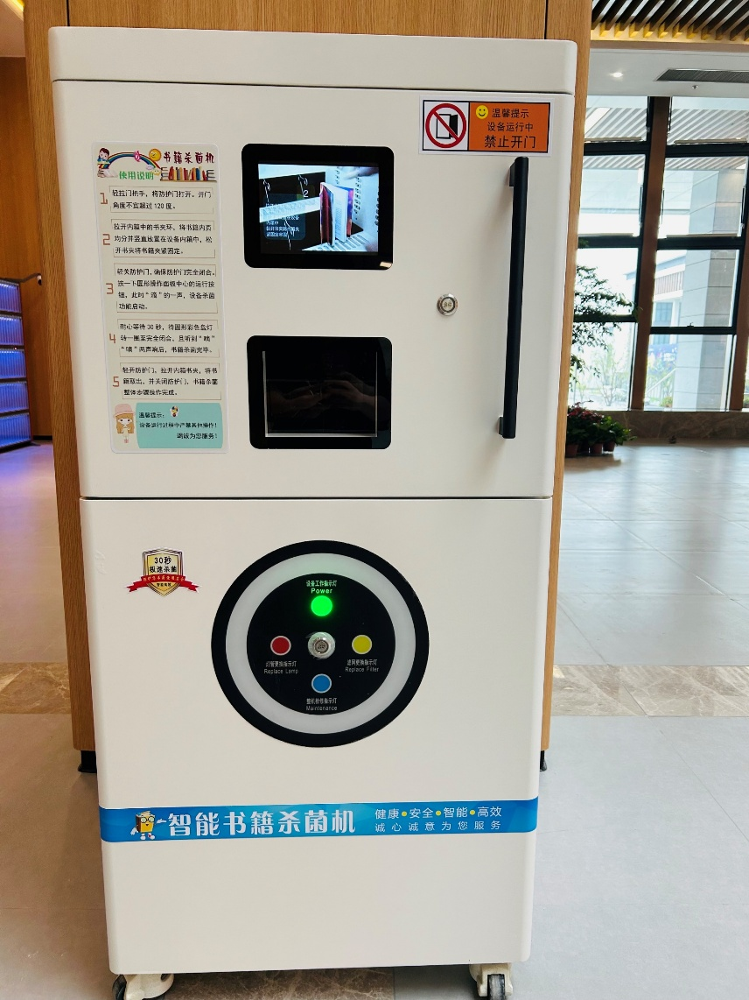 温馨提示
设备运行中
禁止开门
书籍杀菌机
使用说明
1 轻拉门把手，将防护门打开。开门
角度不宜超过 120 度。
2 拉开内箱中的书夹环，将书籍内页
均分并竖直放置在设备内箱中，松
开书夹将书籍夹紧固定。
3 轻关防护门，确保防护门完全闭合。
按一下圆形操作面板中心的运行按
钮，此时“滴”的一声，设备杀菌
功能启动。
4 耐心等待 30 秒，待圆形彩色盘灯
转一圈至完全闭合，且听到“嘀”
“嘀”两声响后，书籍杀菌完毕。
5 轻开防护门，拉开内箱书夹，将书
籍取出，并关闭防护门，书籍杀菌
整体步骤操作完成。
温馨提示：
设备运行过程中严禁其他操作！
竭诚为您服务！
30秒
极速杀菌
设备工作指示灯
Power
灯管更换指示灯
Replace Lamp
滤网更换指示灯
Replace Filter
整机检修指示灯
Maintenance
智能书籍杀菌机
健康•安全•智能•高效
诚心诚意为您服务